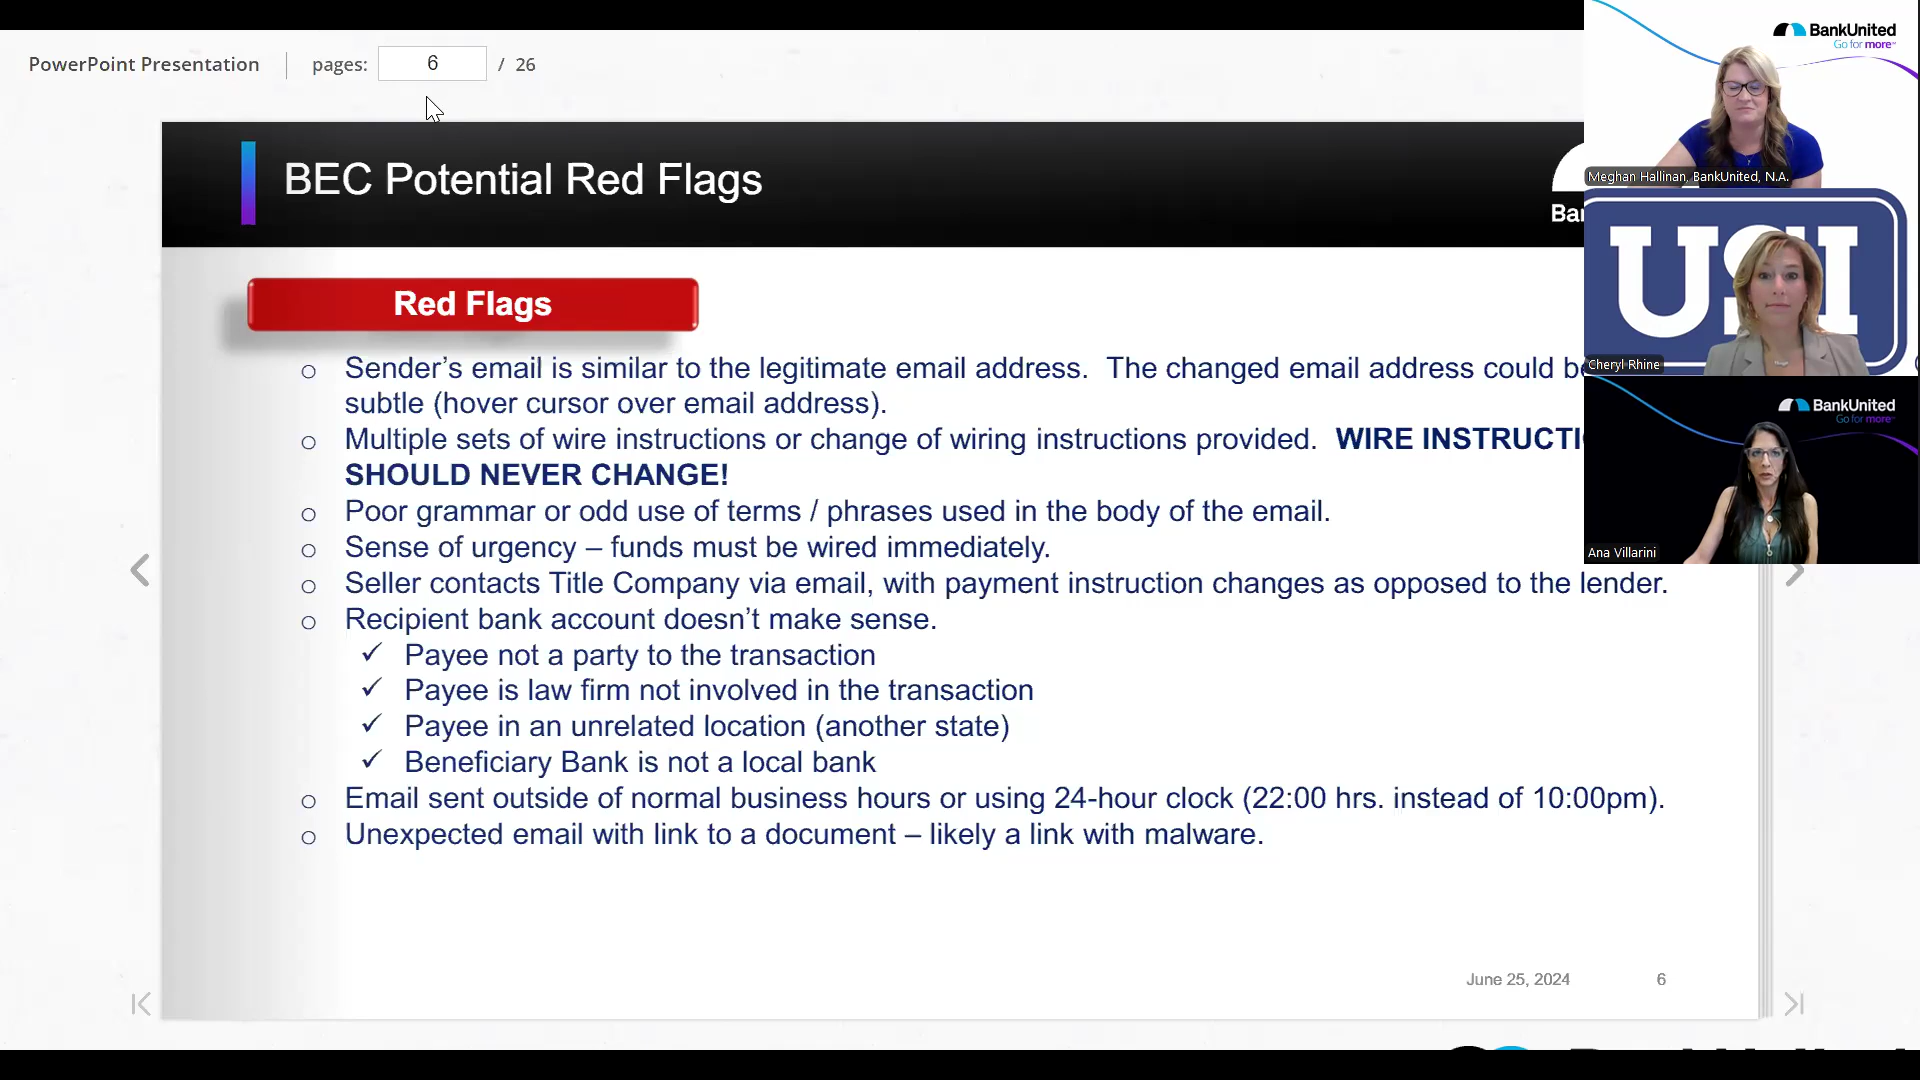 PowerPoint Presentation
pages: 6 / 26
BEC Potential Red Flags
Red Flags
○ Sender’s email is similar to the legitimate email address. The changed email address could be
subtle (hover cursor over email address).
○ Multiple sets of wire instructions or change of wiring instructions provided. WIRE
SHOULD NEVER CHANGE!
○ Poor grammar or odd use of terms / phrases used in the body of the email.
○ Sense of urgency – funds must be wired immediately.
○ Seller contacts Title Company via email, with payment instruction changes as opposed to the lender.
○ Recipient bank account doesn’t make sense.
✓ Payee not a party to the transaction
✓ Payee is law firm not involved in the transaction
✓ Payee in an unrelated location (another state)
✓ Beneficiary Bank is not a local bank
○ Email sent outside of normal business hours or using 24-hour clock (22:00 hrs. instead of 10:00pm).
○ Unexpected email with link to a document – likely a link with malware.
June 25, 2024 6
BankUnited
Go for more™
Meghan Hallinan, BankUnited, N.A.
USI
Cheryl Rhine
BankUnited
Go for more™
Ana Villarini